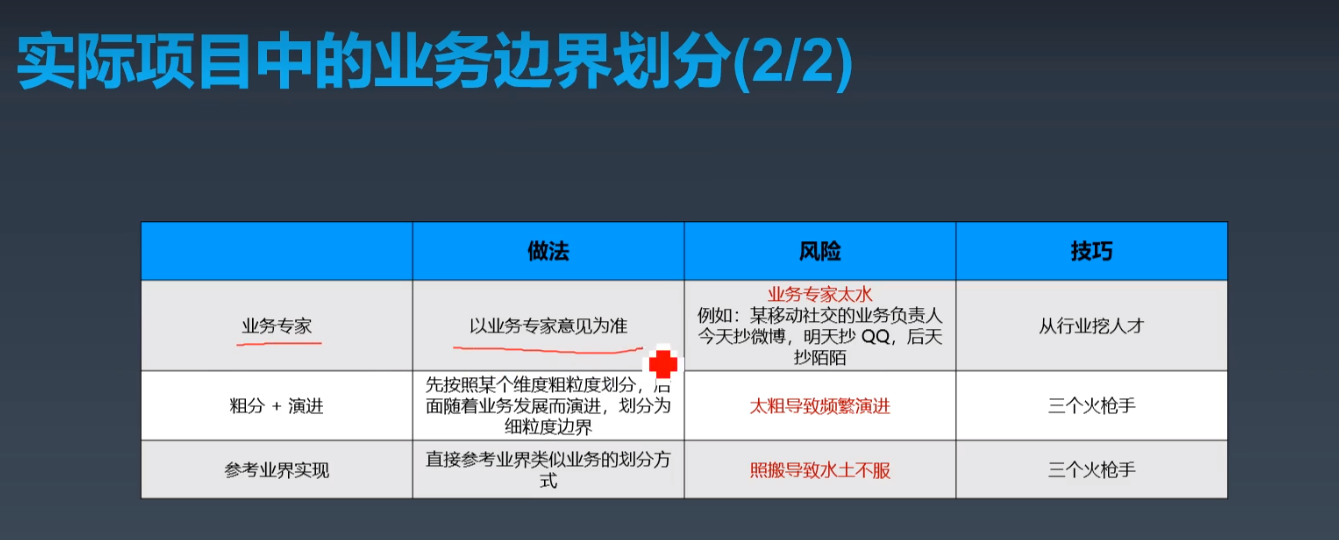 实际项目中的业务边界划分(2/2)
做法
风险
技巧
业务专家
以业务专家意见为准
业务专家太水
例如：某移动社交的业务负责人
今天抄微博，明天抄 QQ，后天
抄陌陌
从行业挖人才
粗分 + 演进
先按照某个维度粗粒度划分，后
面随着业务发展而演进，划分为
细粒度边界
太粗导致频繁演进
三个火枪手
参考业界实现
直接参考业界类似业务的划分方
式
照搬导致水土不服
三个火枪手